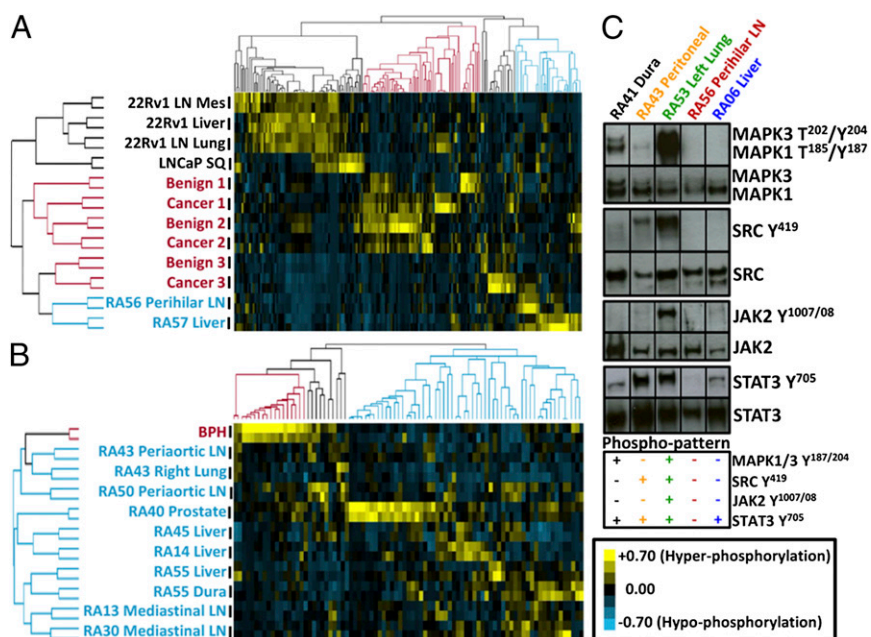 A
22Rv1 LN Mes
22Rv1 Liver
22Rv1 LN Lung
LNCaP SQ
Benign 1
Cancer 1
Benign 2
Cancer 2
Benign 3
Cancer 3
RA56 Perihilar LN
RA57 Liver
B
BPH
RA43 Periaortic LN
RA43 Right Lung
RA50 Periaortic LN
RA40 Prostate
RA45 Liver
RA14 Liver
RA55 Liver
RA55 Dura
RA13 Mediastinal LN
RA30 Mediastinal LN
C
RA41 Dura
RA43 Peritoneal
RA53 Left Lung
RA56 Perihilar LN
RA06 Liver
MAPK3 T202/Y204
MAPK1 T185/Y187
MAPK3
MAPK1
SRC Y419
SRC
JAK2 Y1007/08
JAK2
STAT3 Y705
STAT3
Phospho-pattern
+ - + - - MAPK1/3 Y187/204
- + + - - SRC Y419
- - + - - JAK2 Y1007/08
+ + + - + STAT3 Y705
+0.70 (Hyper-phosphorylation)
0.00
-0.70 (Hypo-phosphorylation)